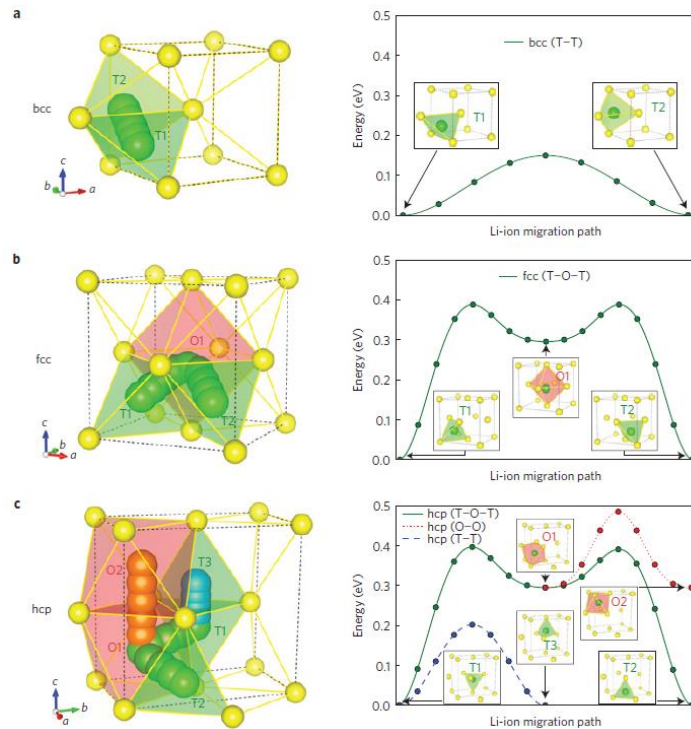 a
T2
T1
bcc
c
b
a
0.5
bcc (T–T)
0.4
0.3
0.2
0.1
0.0
Energy (eV)
T1
T2
Li-ion migration path
b
O1
fcc
T1
T2
c
b
a
0.5
fcc (T–O–T)
0.4
0.3
0.2
0.1
0.0
Energy (eV)
O1
T1
T2
Li-ion migration path
c
O2
T3
hcp
O1
T1
T2
c
b
a
0.5
hcp (T–O–T)
hcp (O–O)
hcp (T–T)
0.4
0.3
0.2
0.1
0.0
Energy (eV)
O1
O2
T3
T1
T2
Li-ion migration path